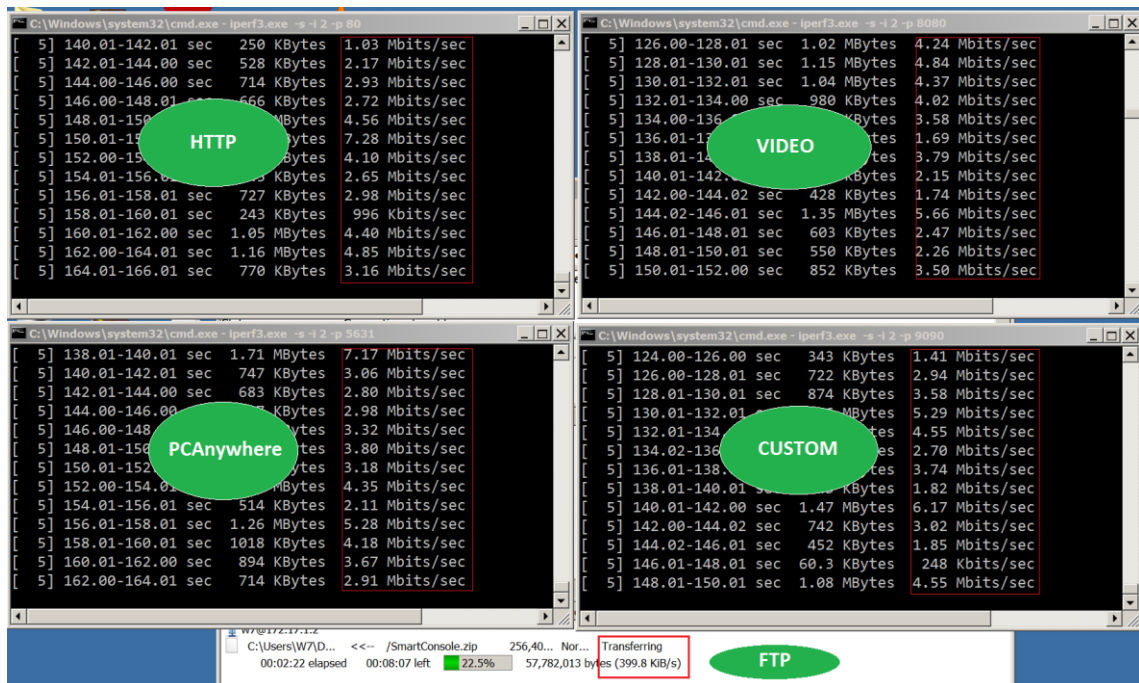 C:\Windows\system32\cmd.exe - iperf3.exe -s -i 2 -p 80
[ 5] 140.01-142.01 sec 250 KBytes 1.03 Mbits/sec
[ 5] 142.01-144.00 sec 528 KBytes 2.17 Mbits/sec
[ 5] 144.00-146.00 sec 714 KBytes 2.93 Mbits/sec
[ 5] 146.00-148.01 sec 666 KBytes 2.72 Mbits/sec
[ 5] 148.01-150 MBytes 4.56 Mbits/sec
[ 5] 150.01-15 Bytes 7.28 Mbits/sec
[ 5] 152.00-15 Bytes 4.10 Mbits/sec
[ 5] 154.01-156.01 KBytes 2.65 Mbits/sec
[ 5] 156.01-158.01 sec 727 KBytes 2.98 Mbits/sec
[ 5] 158.01-160.01 sec 243 KBytes 996 Kbits/sec
[ 5] 160.01-162.00 sec 1.05 MBytes 4.40 Mbits/sec
[ 5] 162.00-164.01 sec 1.16 MBytes 4.85 Mbits/sec
[ 5] 164.01-166.01 sec 770 KBytes 3.16 Mbits/sec
HTTP
C:\Windows\system32\cmd.exe - iperf3.exe -s -i 2 -p 8080
[ 5] 126.00-128.01 sec 1.02 MBytes 4.24 Mbits/sec
[ 5] 128.01-130.01 sec 1.15 MBytes 4.84 Mbits/sec
[ 5] 130.01-132.01 sec 1.04 MBytes 4.37 Mbits/sec
[ 5] 132.01-134.00 sec 980 KBytes 4.02 Mbits/sec
[ 5] 134.00-136 KBytes 3.58 Mbits/sec
[ 5] 136.01-13 ytes 1.69 Mbits/sec
[ 5] 138.01-14 ytes 3.79 Mbits/sec
[ 5] 140.01-142. KBytes 2.15 Mbits/sec
[ 5] 142.00-144.02 sec 428 KBytes 1.74 Mbits/sec
[ 5] 144.02-146.01 sec 1.35 MBytes 5.66 Mbits/sec
[ 5] 146.01-148.01 sec 603 KBytes 2.47 Mbits/sec
[ 5] 148.01-150.01 sec 550 KBytes 2.26 Mbits/sec
[ 5] 150.01-152.00 sec 852 KBytes 3.50 Mbits/sec
VIDEO
C:\Windows\system32\cmd.exe - iperf3.exe -s -i 2 -p 5631
[ 5] 138.01-140.01 sec 1.71 MBytes 7.17 Mbits/sec
[ 5] 140.01-142.01 sec 747 KBytes 3.06 Mbits/sec
[ 5] 142.01-144.00 sec 683 KBytes 2.80 Mbits/sec
[ 5] 144.00-146.00 KBytes 2.98 Mbits/sec
[ 5] 146.00-148. KBytes 3.32 Mbits/sec
[ 5] 148.01-150 Bytes 3.80 Mbits/sec
[ 5] 150.01-152 Bytes 3.18 Mbits/sec
[ 5] 152.00-154.01 MBytes 4.35 Mbits/sec
[ 5] 154.01-156.01 sec 514 KBytes 2.11 Mbits/sec
[ 5] 156.01-158.01 sec 1.26 MBytes 5.28 Mbits/sec
[ 5] 158.01-160.01 sec 1018 KBytes 4.18 Mbits/sec
[ 5] 160.01-162.00 sec 894 KBytes 3.67 Mbits/sec
[ 5] 162.00-164.01 sec 714 KBytes 2.91 Mbits/sec
PCAnywhere
C:\Windows\system32\cmd.exe - iperf3.exe -s -i 2 -p 9090
5] 124.00-126.00 sec 343 KBytes 1.41 Mbits/sec
5] 126.00-128.01 sec 722 KBytes 2.94 Mbits/sec
5] 128.01-130.01 sec 874 KBytes 3.58 Mbits/sec
5] 130.01-132.01 MBytes 5.29 Mbits/sec
5] 132.01-134 tes 4.55 Mbits/sec
5] 134.02-136 tes 2.70 Mbits/sec
5] 136.01-138. Bytes 3.74 Mbits/sec
5] 138.01-140.01 sec KBytes 1.82 Mbits/sec
5] 140.01-142.00 sec 1.47 MBytes 6.17 Mbits/sec
5] 142.00-144.02 sec 742 KBytes 3.02 Mbits/sec
5] 144.02-146.01 sec 452 KBytes 1.85 Mbits/sec
5] 146.01-148.01 sec 60.3 KBytes 248 Kbits/sec
5] 148.01-150.01 sec 1.08 MBytes 4.55 Mbits/sec
CUSTOM
W7@172.17.1.2
C:\Users\W7\D... <<-- /SmartConsole.zip 256,40... Nor... Transferring
00:02:22 elapsed 00:08:07 left 22.5% 57,782,013 bytes (399.8 KiB/s)
FTP